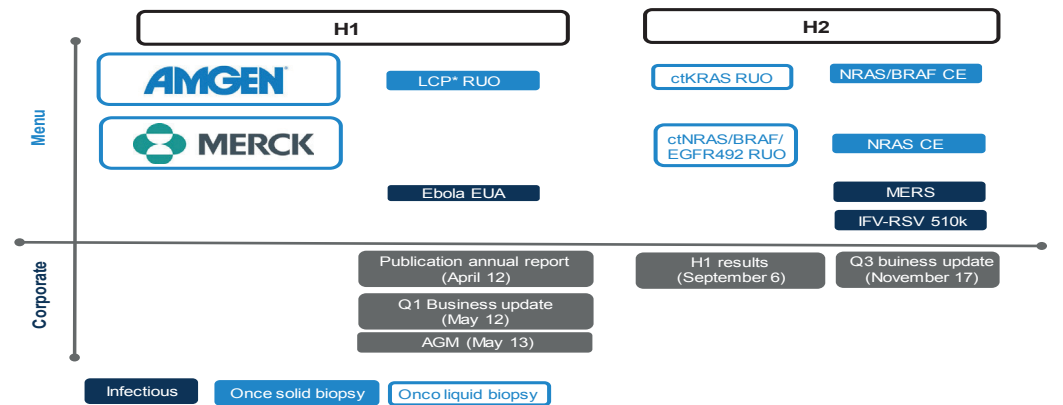 H1
H2
Menu
AMGEN®
LCP* RUO
ctKRAS RUO
NRAS/BRAF CE
MERCK
ctNRAS/BRAF/
EGFR492 RUO
NRAS CE
Ebola EUA
MERS
IFV-RSV 510k
Corporate
Publication annual report
(April 12)
H1 results
(September 6)
Q3 buiness update
(November 17)
Q1 Business update
(May 12)
AGM (May 13)
Infectious
Once solid biopsy
Onco liquid biopsy